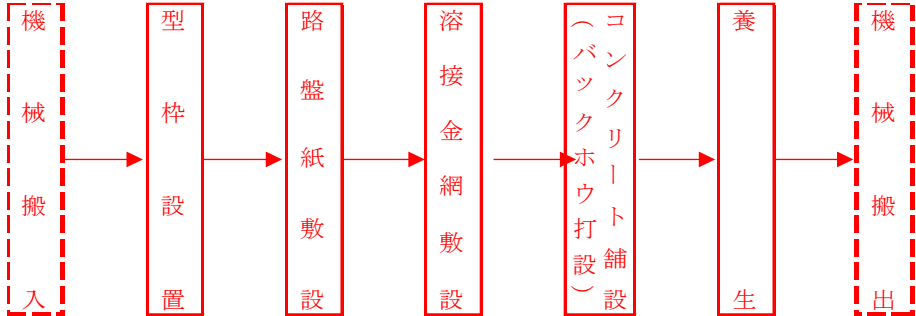 機械搬入
型枠設置
路盤紙敷設
溶接金網敷設
コンクリート舗設
（バックホウ打設）
養生
機械搬出